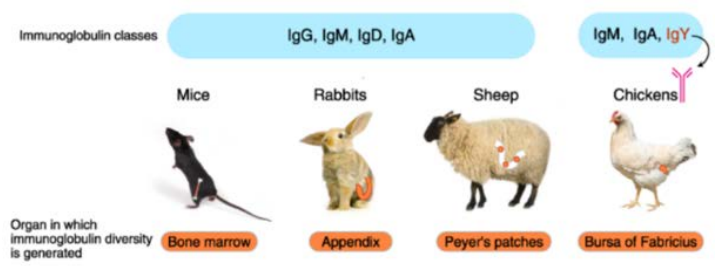 Immunoglobulin classes
IgG, IgM, IgD, IgA
IgM, IgA, IgY
Mice
Rabbits
Sheep
Chickens
Organ in which
immunoglobulin diversity
is generated
Bone marrow
Appendix
Peyer's patches
Bursa of Fabricius